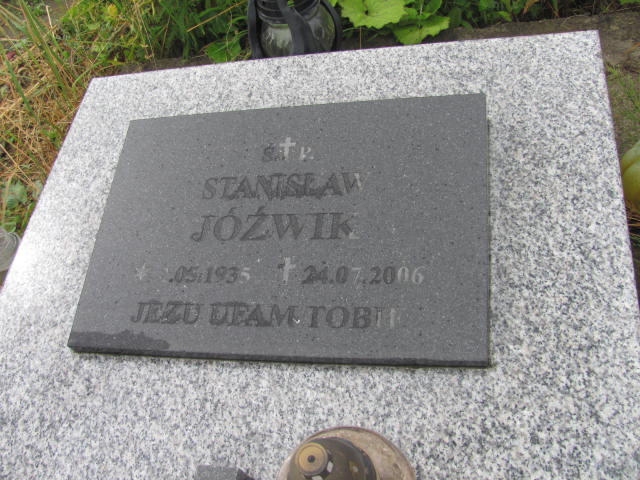 Ś.†P.
STANISŁAW
JÓŹWIK
.05.1935 † 24.07.2006
JEZU UFAM TOBIE